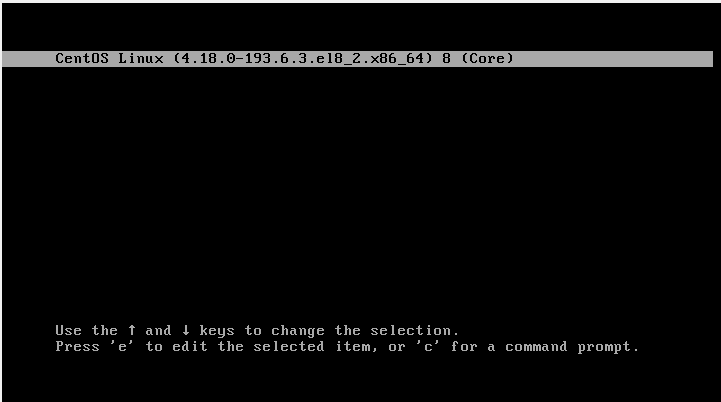 CentOS Linux (4.18.0-193.6.3.el8_2.x86_64) 8 (Core)
Use the ↑ and ↓ keys to change the selection.
Press 'e' to edit the selected item, or 'c' for a command prompt.